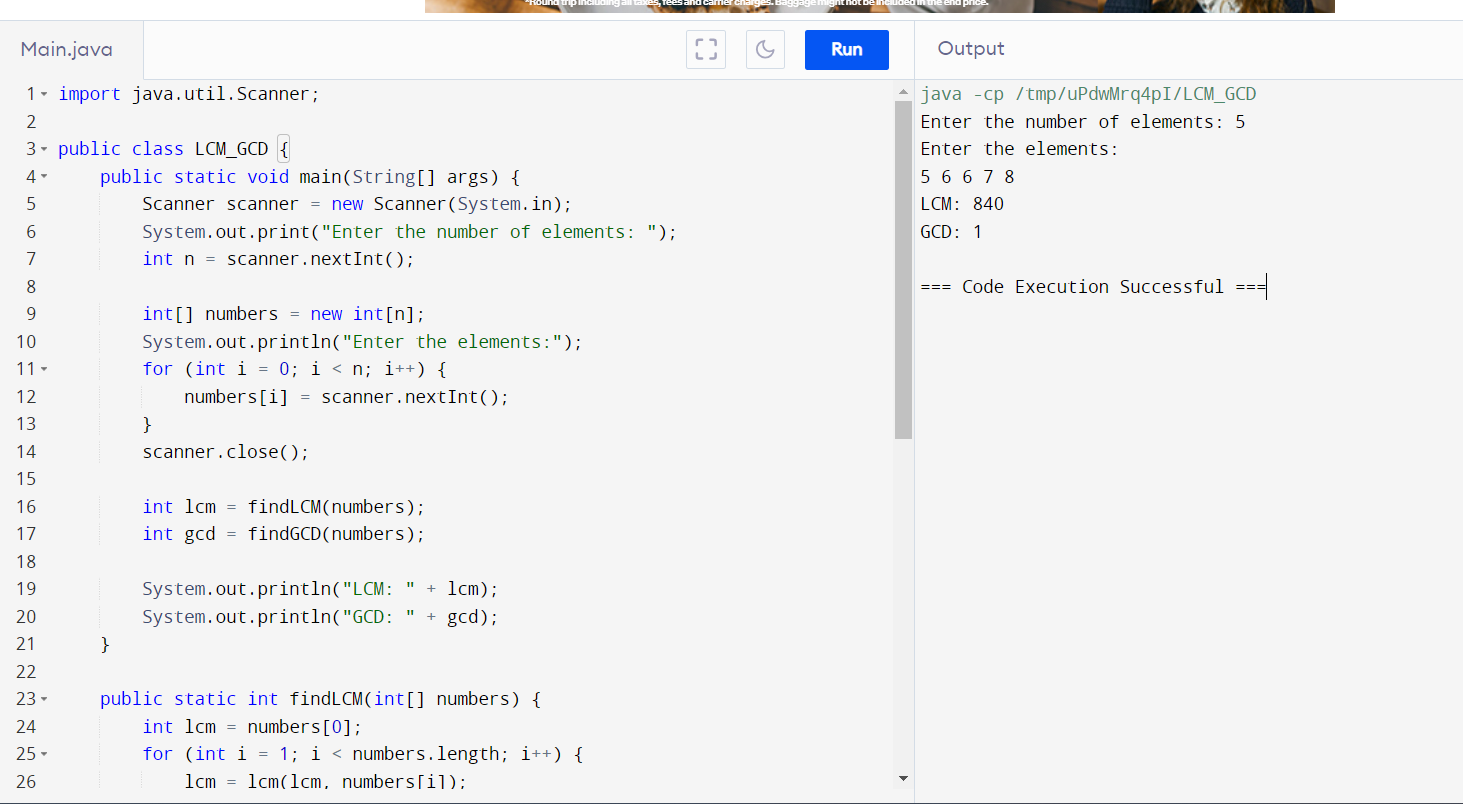 *Round trip including all taxes, fees and carrier charges. Baggage might not be included in the end price.
Main.java
Run
Output
1 import java.util.Scanner;
2
3 public class LCM_GCD {
4 public static void main(String[] args) {
5 Scanner scanner = new Scanner(System.in);
6 System.out.print("Enter the number of elements: ");
7 int n = scanner.nextInt();
8
9 int[] numbers = new int[n];
10 System.out.println("Enter the elements:");
11 for (int i = 0; i < n; i++) {
12 numbers[i] = scanner.nextInt();
13 }
14 scanner.close();
15
16 int lcm = findLCM(numbers);
17 int gcd = findGCD(numbers);
18
19 System.out.println("LCM: " + lcm);
20 System.out.println("GCD: " + gcd);
21 }
22
23 public static int findLCM(int[] numbers) {
24 int lcm = numbers[0];
25 for (int i = 1; i < numbers.length; i++) {
26 lcm = lcm(lcm, numbers[i]);
java -cp /tmp/uPdwMrq4pI/LCM_GCD
Enter the number of elements: 5
Enter the elements:
5 6 6 7 8
LCM: 840
GCD: 1
=== Code Execution Successful ===